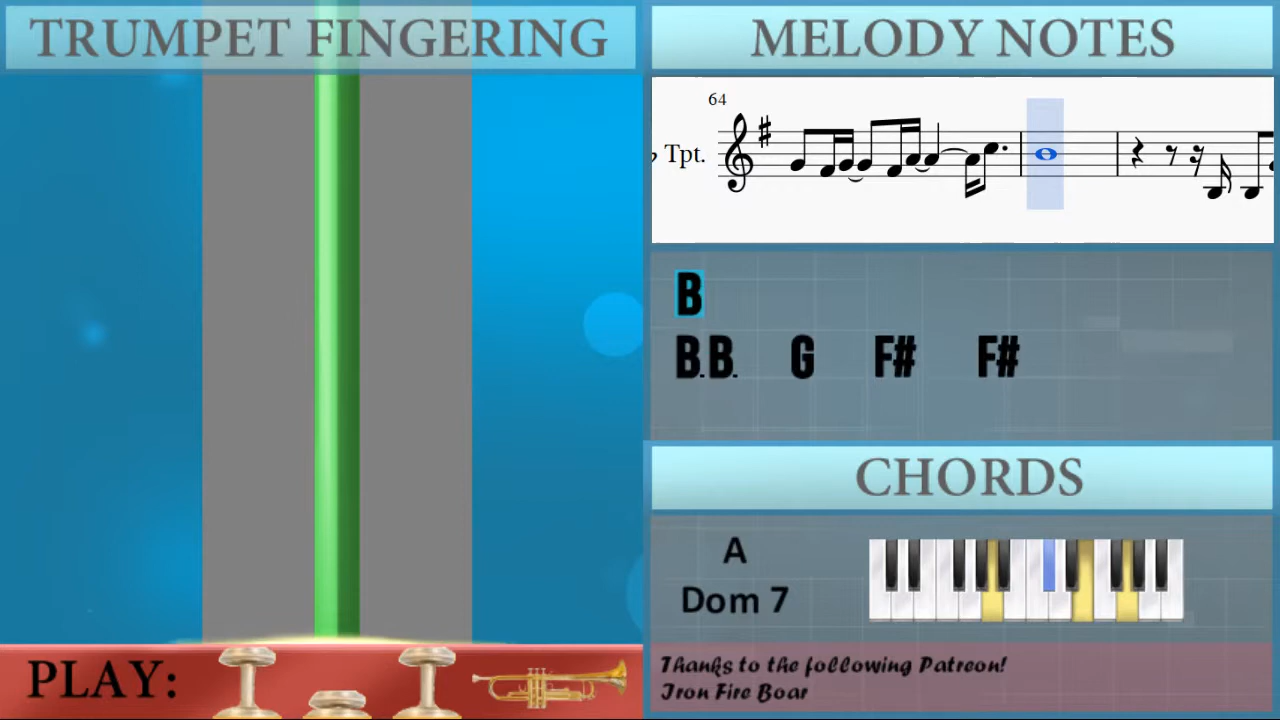 TRUMPET FINGERING
MELODY NOTES
64
♭ Tpt.
B
B. B. G F# F#
CHORDS
A
Dom 7
PLAY:
Thanks to the following Patreon!
Iron Fire Boar